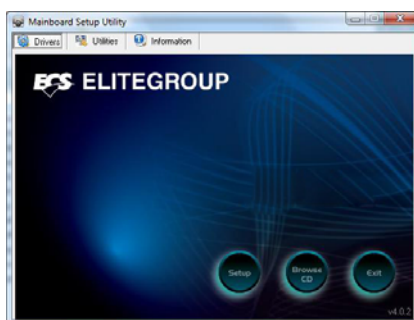 Mainboard Setup Utility
Drivers Utilities Information
ECS ELITEGROUP
Setup Browse CD Exit
v4.0.2